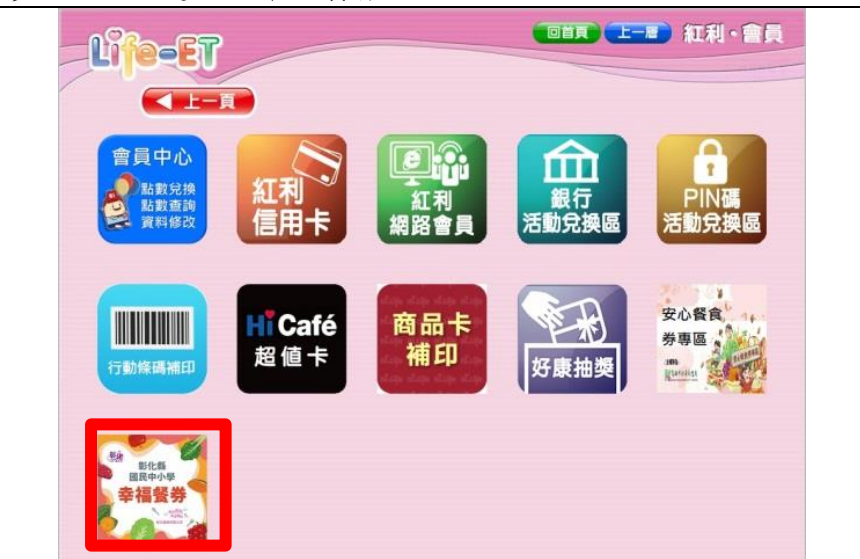 Life-ET
回首頁
上一層
紅利・會員
上一頁
會員中心
點數兌換
點數查詢
資料修改
紅利
信用卡
紅利
網路會員
銀行
活動兌換區
PIN碼
活動兌換區
行動條碼補印
Hi Café
超值卡
商品卡
補印
好康抽獎
安心餐食
券專區
彰化縣
國民中小學
幸福餐券